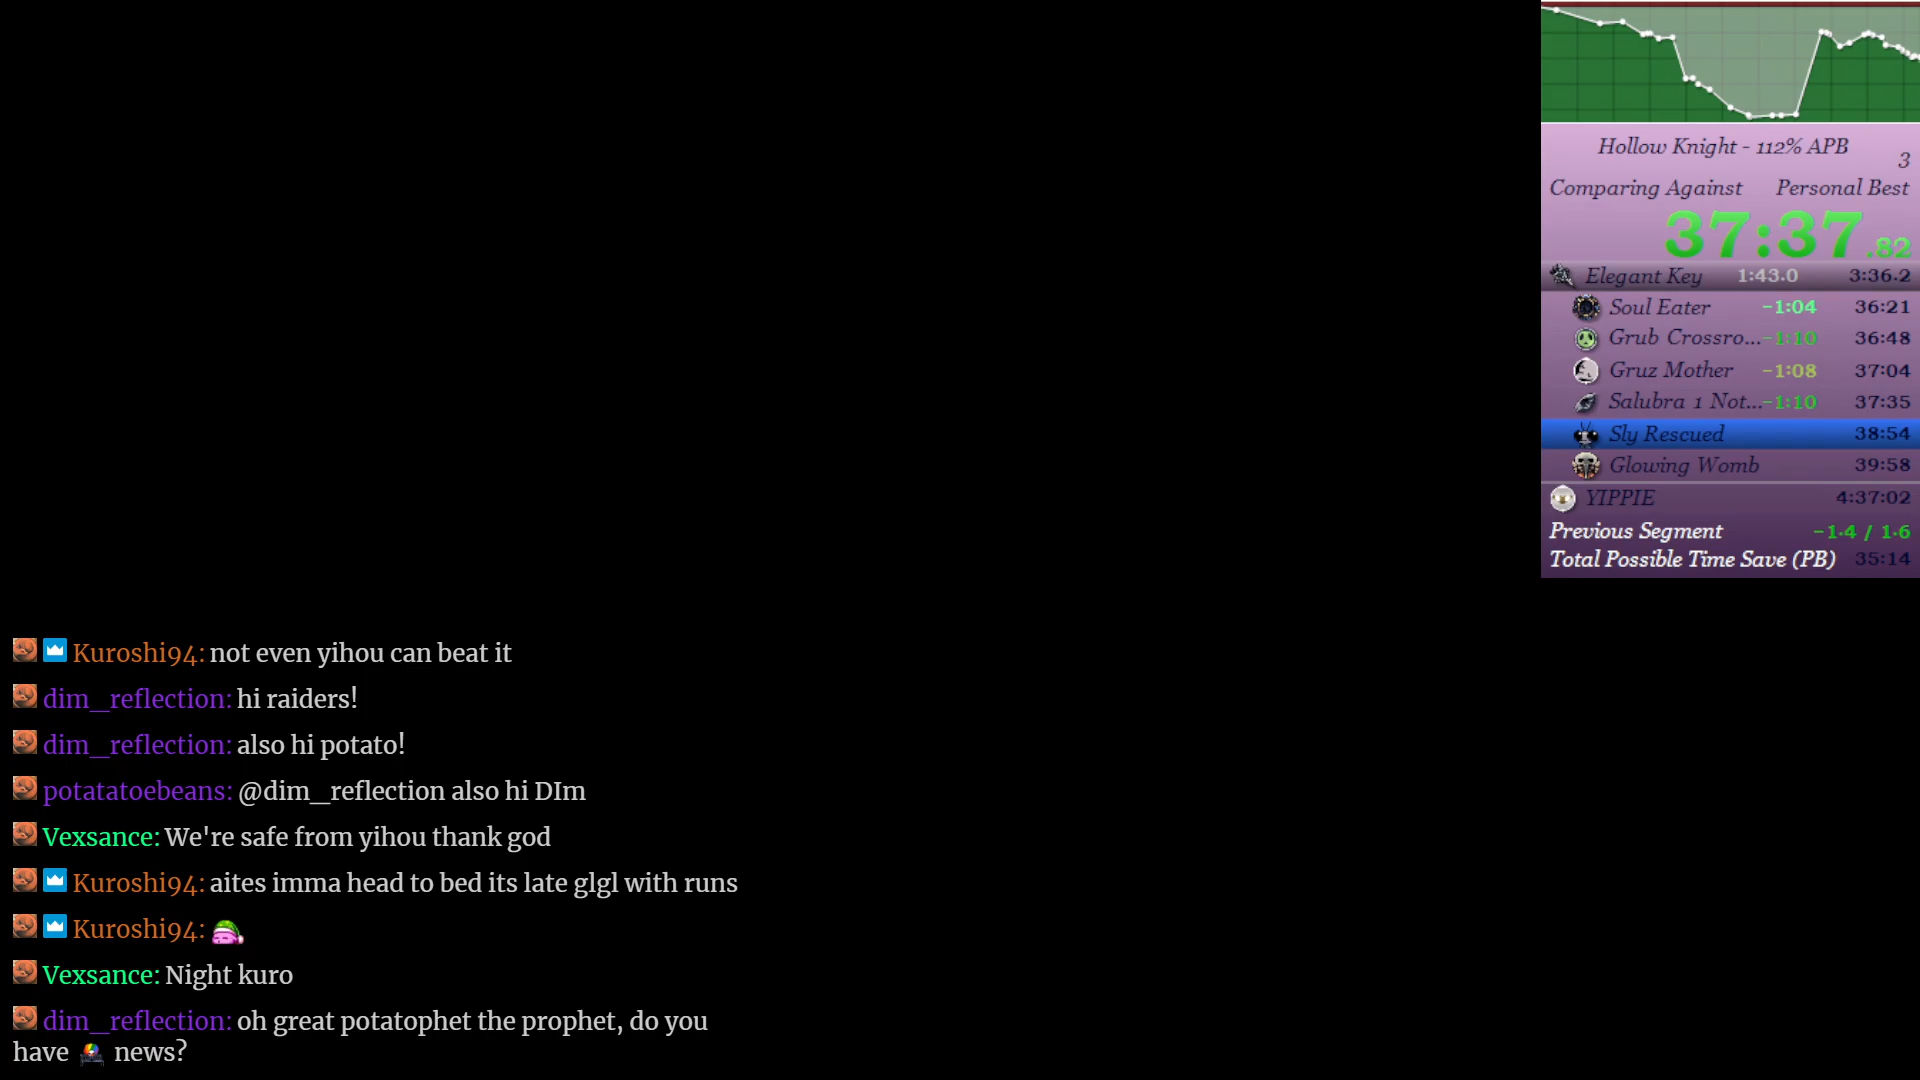 Hollow Knight - 112% APB
3
Comparing Against Personal Best
37:37.82
Elegant Key 1:43.0 3:36.2
Soul Eater -1:04 36:21
Grub Crossro... -1:10 36:48
Gruz Mother -1:08 37:04
Salubra 1 Not... -1:10 37:35
Sly Rescued 38:54
Glowing Womb 39:58
YIPPIE 4:37:02
Previous Segment -1.4 / 1.6
Total Possible Time Save (PB) 35:14
Kuroshi94: not even yihou can beat it
dim_reflection: hi raiders!
dim_reflection: also hi potato!
potatatoebeans: @dim_reflection also hi DIm
Vexsance: We're safe from yihou thank god
Kuroshi94: aites imma head to bed its late glgl with runs
Kuroshi94:
Vexsance: Night kuro
dim_reflection: oh great potatophet the prophet, do you
have news?